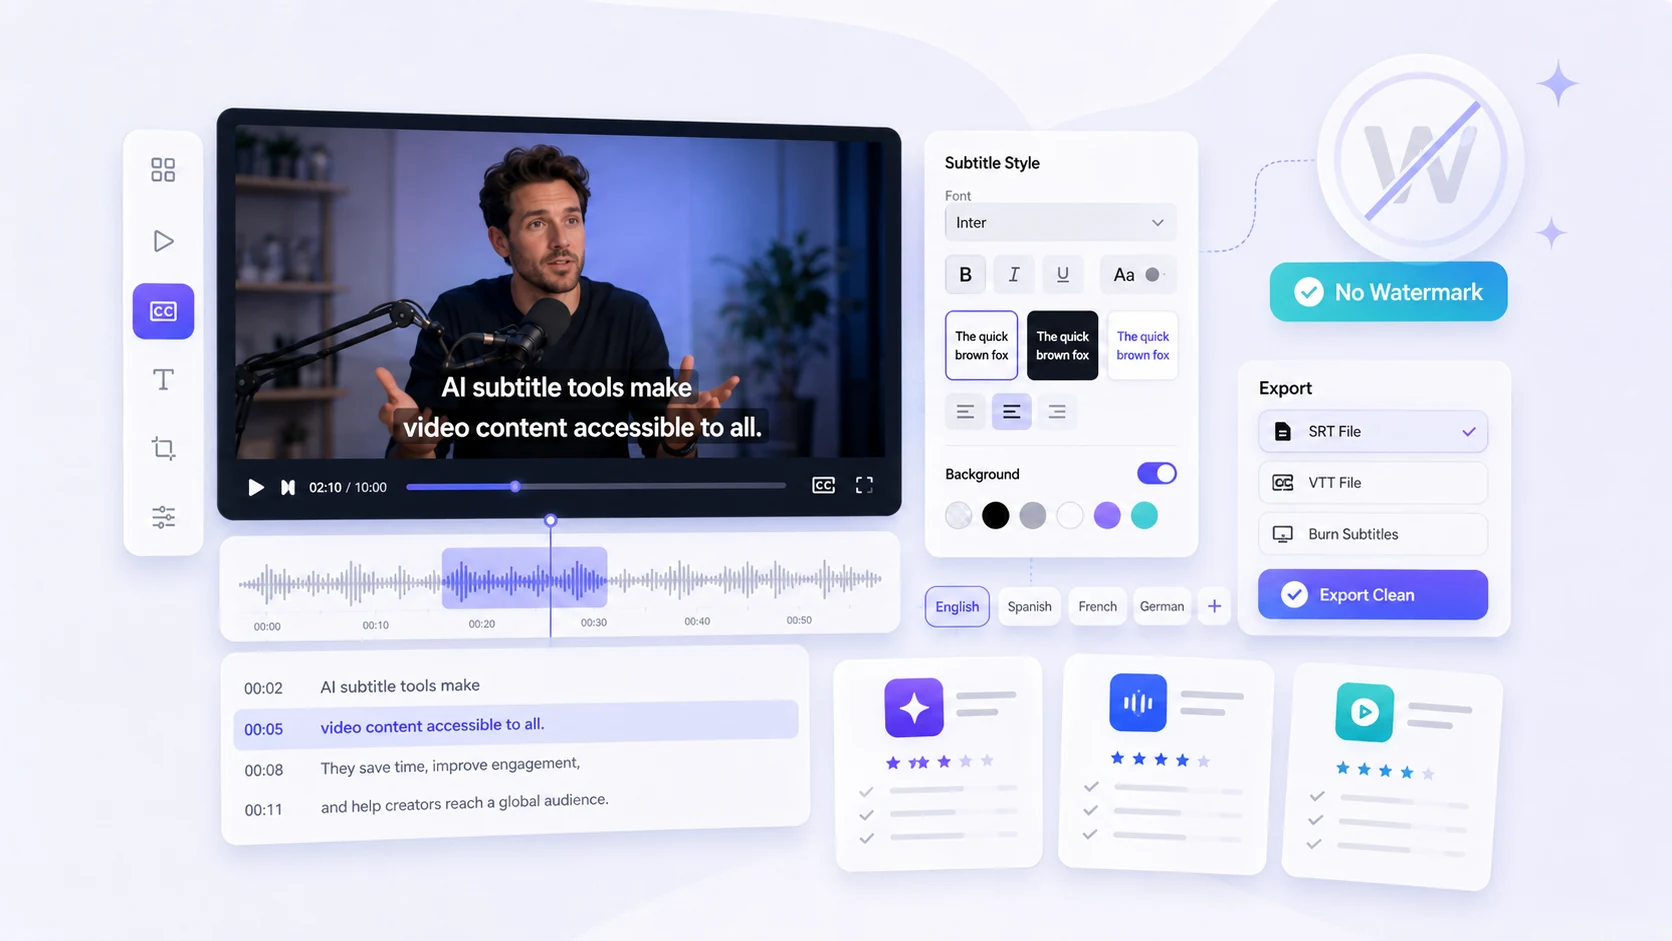 AI subtitle tools make
video content accessible to all.
02:10 / 10:00
CC
CC
00:00
00:10
00:20
00:30
00:40
00:50
00:02 AI subtitle tools make
00:05 video content accessible to all.
00:08 They save time, improve engagement,
00:11 and help creators reach a global audience.
Subtitle Style
Font
Inter
B I U Aa
The quick
brown fox
The quick
brown fox
The quick
brown fox
Background
English
Spanish
French
German
+
W
No Watermark
Export
SRT File
VTT File
Burn Subtitles
Export Clean
T